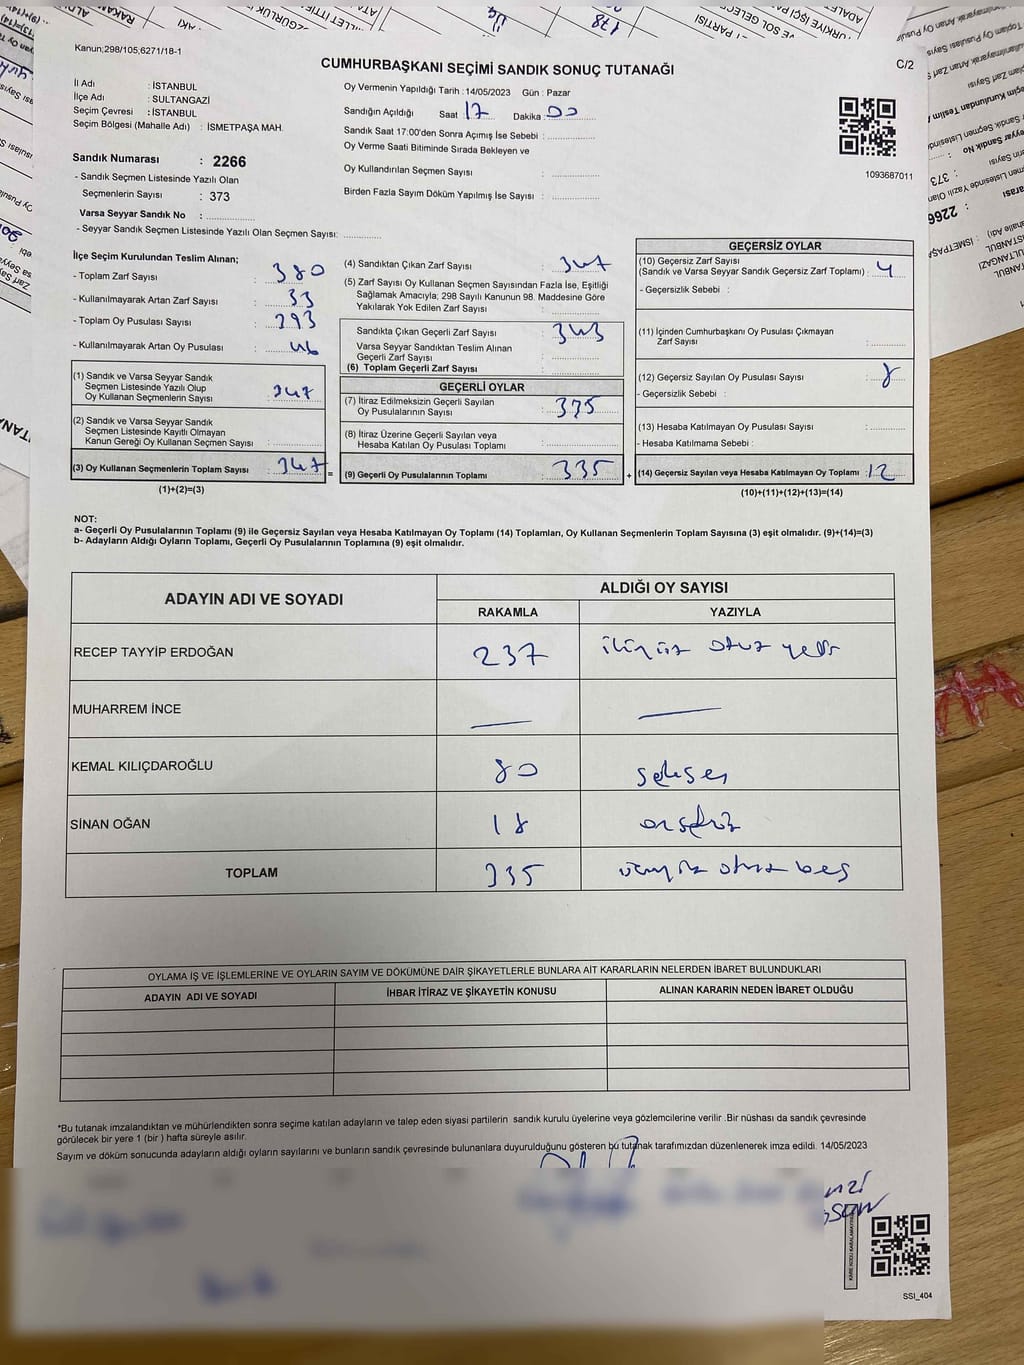 Kanun;298/105,6271/18-1
CUMHURBAŞKANI SEÇİMİ SANDIK SONUÇ TUTANAĞI
C/2
İl Adı : İSTANBUL
İlçe Adı : SULTANGAZİ
Seçim Çevresi : İSTANBUL
Seçim Bölgesi (Mahalle Adı) : İSMETPAŞA MAH.
Sandık Numarası : 2266
- Sandık Seçmen Listesinde Yazılı Olan
Seçmenlerin Sayısı : 373
Varsa Seyyar Sandık No :
- Seyyar Sandık Seçmen Listesinde Yazılı Olan Seçmen Sayısı:
Oy Vermenin Yapıldığı Tarih : 14/05/2023 Gün : Pazar
Sandığın Açıldığı Saat 17 Dakika : 00
Sandık Saat 17:00'den Sonra Açımış İse Sebebi :
Oy Verme Saati Bitiminde Sırada Bekleyen ve
Oy Kullandırılan Seçmen Sayısı :
Birden Fazla Sayım Döküm Yapılmış İse Sayısı :
1093687011
İlçe Seçim Kurulundan Teslim Alınan;
- Toplam Zarf Sayısı : 380
- Kullanılmayarak Artan Zarf Sayısı : 33
- Toplam Oy Pusulası Sayısı : 393
- Kullanılmayarak Artan Oy Pusulası : 46
(1) Sandık ve Varsa Seyyar Sandık
Seçmen Listesinde Yazılı Olup
Oy Kullanan Seçmenlerin Sayısı : 347
(2) Sandık ve Varsa Seyyar Sandık
Seçmen Listesinde Kayıtlı Olmayan
Kanun Gereği Oy Kullanan Seçmen Sayısı :
(3) Oy Kullanan Seçmenlerin Toplam Sayısı : 347 =
(1)+(2)=(3)
(4) Sandıktan Çıkan Zarf Sayısı : 347
(5) Zarf Sayısı Oy Kullanan Seçmen Sayısından Fazla İse, Eşitliği
Sağlamak Amacıyla; 298 Sayılı Kanunun 98. Maddesine Göre
Yakılarak Yok Edilen Zarf Sayısı :
Sandıkta Çıkan Geçerli Zarf Sayısı : 343
Varsa Seyyar Sandıktan Teslim Alınan
Geçerli Zarf Sayısı :
(6) Toplam Geçerli Zarf Sayısı :
GEÇERLİ OYLAR
(7) İtiraz Edilmeksizin Geçerli Sayılan
Oy Pusulalarının Sayısı : 335
(8) İtiraz Üzerine Geçerli Sayılan veya
Hesaba Katılan Oy Pusulası Toplamı :
(9) Geçerli Oy Pusulalarının Toplamı : 335 +
GEÇERSİZ OYLAR
(10) Geçersiz Zarf Sayısı
(Sandık ve Varsa Seyyar Sandık Geçersiz Zarf Toplamı) : 4
- Geçersizlik Sebebi :
(11) İçinden Cumhurbaşkanı Oy Pusulası Çıkmayan
Zarf Sayısı :
(12) Geçersiz Sayılan Oy Pusulası Sayısı : 8
- Geçersizlik Sebebi :
(13) Hesaba Katılmayan Oy Pusulası Sayısı :
- Hesaba Katılmama Sebebi :
(14) Geçersiz Sayılan veya Hesaba Katılmayan Oy Toplamı : 12
(10)+(11)+(12)+(13)=(14)
NOT:
a- Geçerli Oy Pusulalarının Toplamı (9) ile Geçersiz Sayılan veya Hesaba Katılmayan Oy Toplamı (14) Toplamları, Oy Kullanan Seçmenlerin Toplam Sayısına (3) eşit olmalıdır. (9)+(14)=(3)
b- Adayların Aldığı Oyların Toplamı, Geçerli Oy Pusulalarının Toplamına (9) eşit olmalıdır.
ADAYIN ADI VE SOYADI
ALDIĞI OY SAYISI
RAKAMLA YAZIYLA
RECEP TAYYİP ERDOĞAN 237 ikiyüz otuz yedi
MUHARREM İNCE — —
KEMAL KILIÇDAROĞLU 80 seksen
SİNAN OĞAN 18 onsekiz
TOPLAM 335 üçyüz otuz beş
OYLAMA İŞ VE İŞLEMLERİNE VE OYLARIN SAYIM VE DÖKÜMÜNE DAİR ŞİKAYETLERLE BUNLARA AİT KARARLARIN NELERDEN İBARET BULUNDUKLARI
ADAYIN ADI VE SOYADI İHBAR İTİRAZ VE ŞİKAYETİN KONUSU ALINAN KARARIN NEDEN İBARET OLDUĞU
*Bu tutanak imzalandıktan ve mühürlendikten sonra seçime katılan adayların ve talep eden siyasi partilerin sandık kurulu üyelerine veya gözlemcilerine verilir .Bir nüshası da sandık çevresinde
görülecek bir yere 1 (bir ) hafta süreyle asılır.
Sayım ve döküm sonucunda adayların aldığı oyların sayılarını ve bunların sandık çevresinde bulunanlara duyurulduğunu gösteren bu tutanak tarafımızdan düzenlenerek imza edildi. 14/05/2023
SSI_404